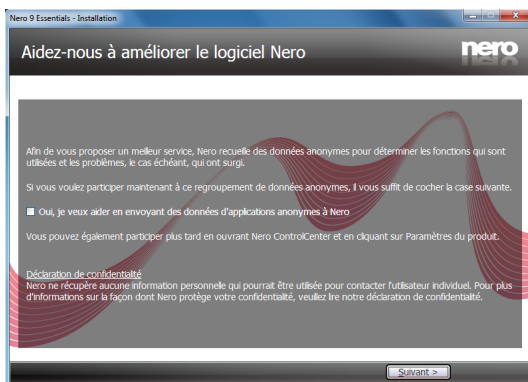 Nero 9 Essentials - Installation
Aidez-nous à améliorer le logiciel Nero
nero
Afin de vous proposer un meilleur service, Nero recueille des données anonymes pour déterminer les fonctions qui sont
utilisées et les problèmes, le cas échéant, qui ont surgi.
Si vous voulez participer maintenant à ce regroupement de données anonymes, il vous suffit de cocher la case suivante.
Oui, je veux aider en envoyant des données d'applications anonymes à Nero
Vous pouvez également participer plus tard en ouvrant Nero ControlCenter et en cliquant sur Paramètres du produit.
Déclaration de confidentialité
Nero ne récupère aucune information personnelle qui pourrait être utilisée pour contacter l'utilisateur individuel. Pour plus
d'informations sur la façon dont Nero protège votre confidentialité, veuillez lire notre déclaration de confidentialité.
Suivant >